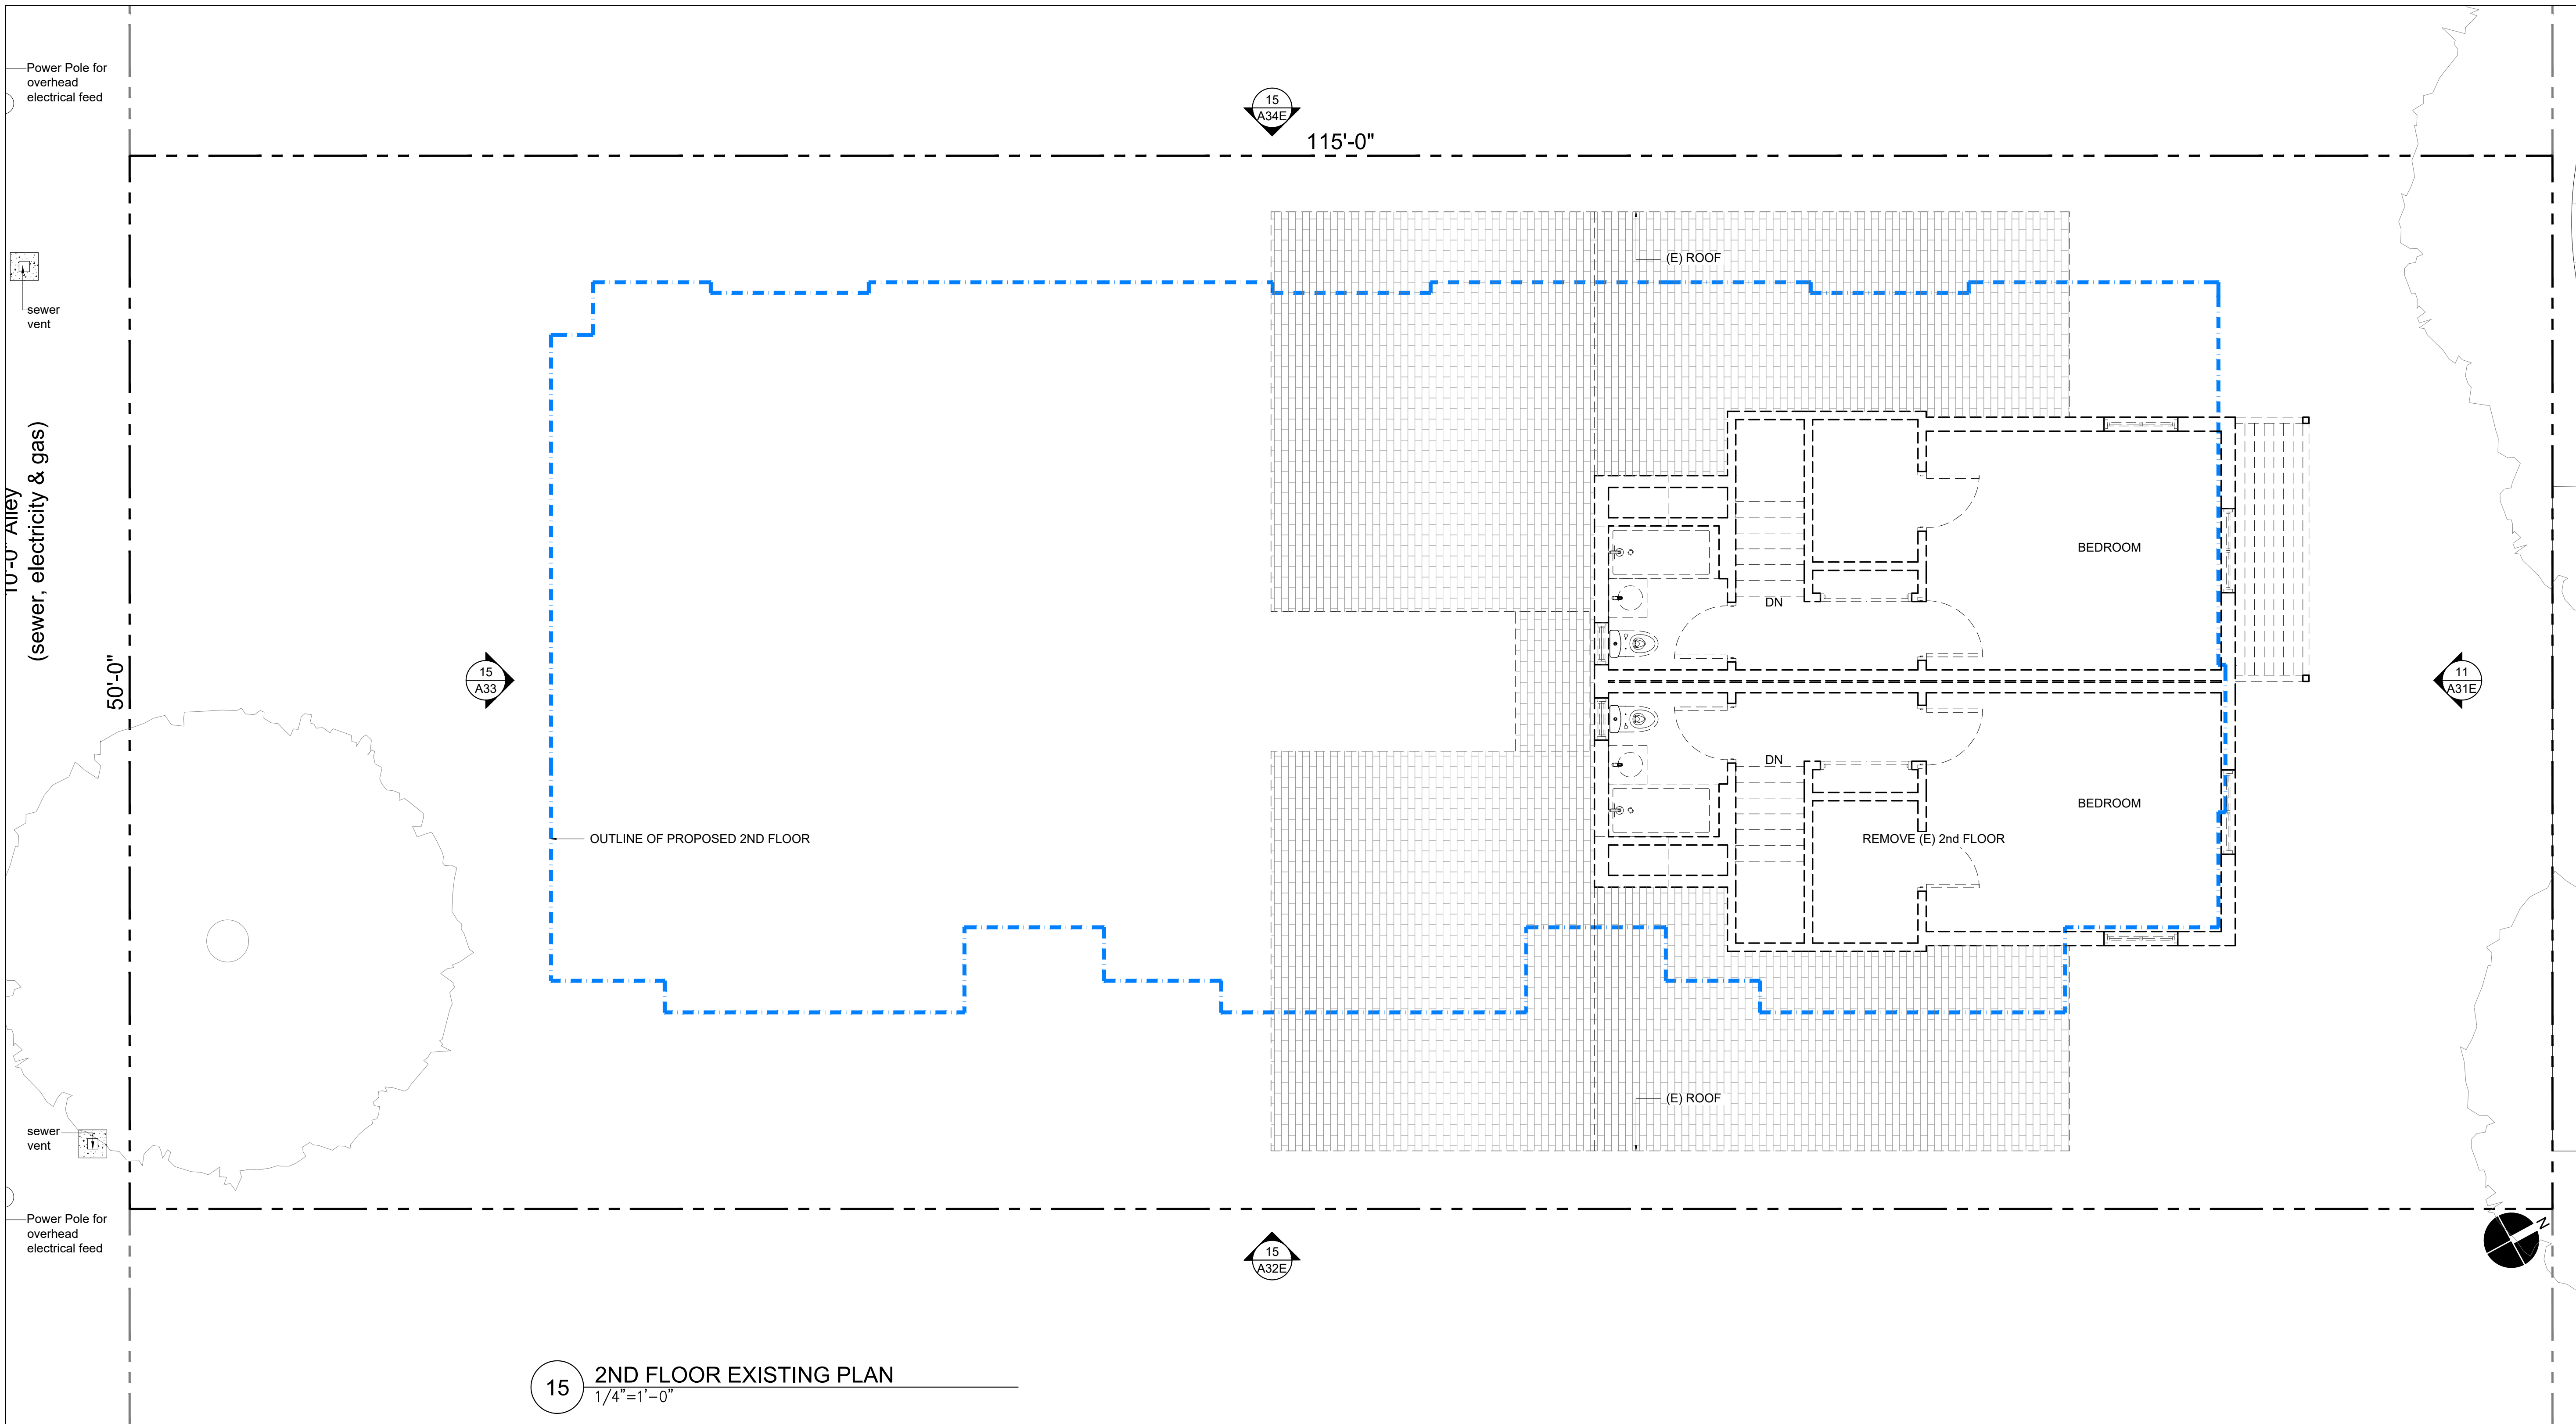 Power Pole for
overhead
electrical feed
15
A34E
115'-0"
(E) ROOF
sewer
vent
10'-0" Alley
(sewer, electricity & gas)
BEDROOM
DN
50'-0"
15
A33
11
A31E
DN
BEDROOM
OUTLINE OF PROPOSED 2ND FLOOR
REMOVE (E) 2nd FLOOR
(E) ROOF
sewer
vent
Power Pole for
overhead
electrical feed
N
15
A32E
15
2ND FLOOR EXISTING PLAN
1/4"=1'-0"